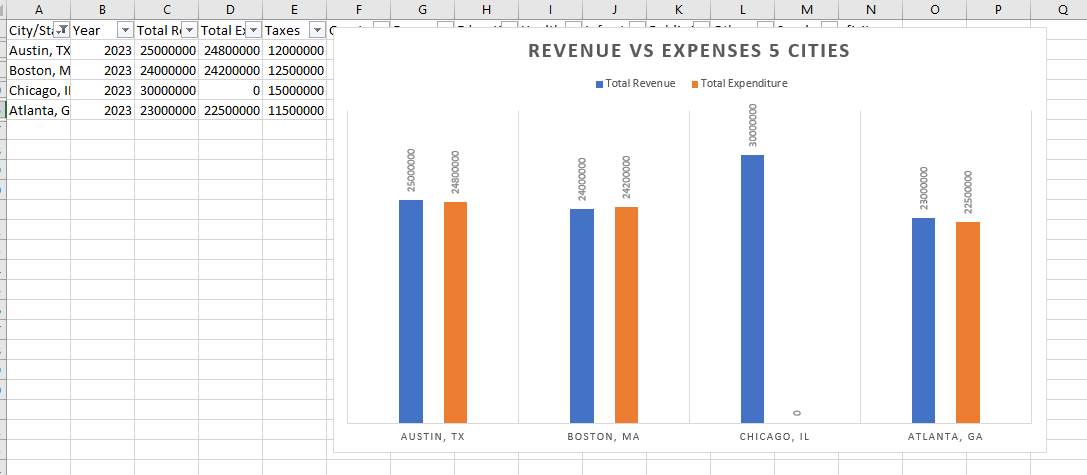 A B C D E F G H I J K L M N O P Q
City/Sta Year Total R Total Ex Taxes
Austin, TX 2023 25000000 24800000 12000000
Boston, M 2023 24000000 24200000 12500000
Chicago, I 2023 30000000 0 15000000
Atlanta, G 2023 23000000 22500000 11500000
REVENUE VS EXPENSES 5 CITIES
Total Revenue Total Expenditure
25000000 24800000 24000000 24200000 30000000 0 23000000 22500000
AUSTIN, TX BOSTON, MA CHICAGO, IL ATLANTA, GA